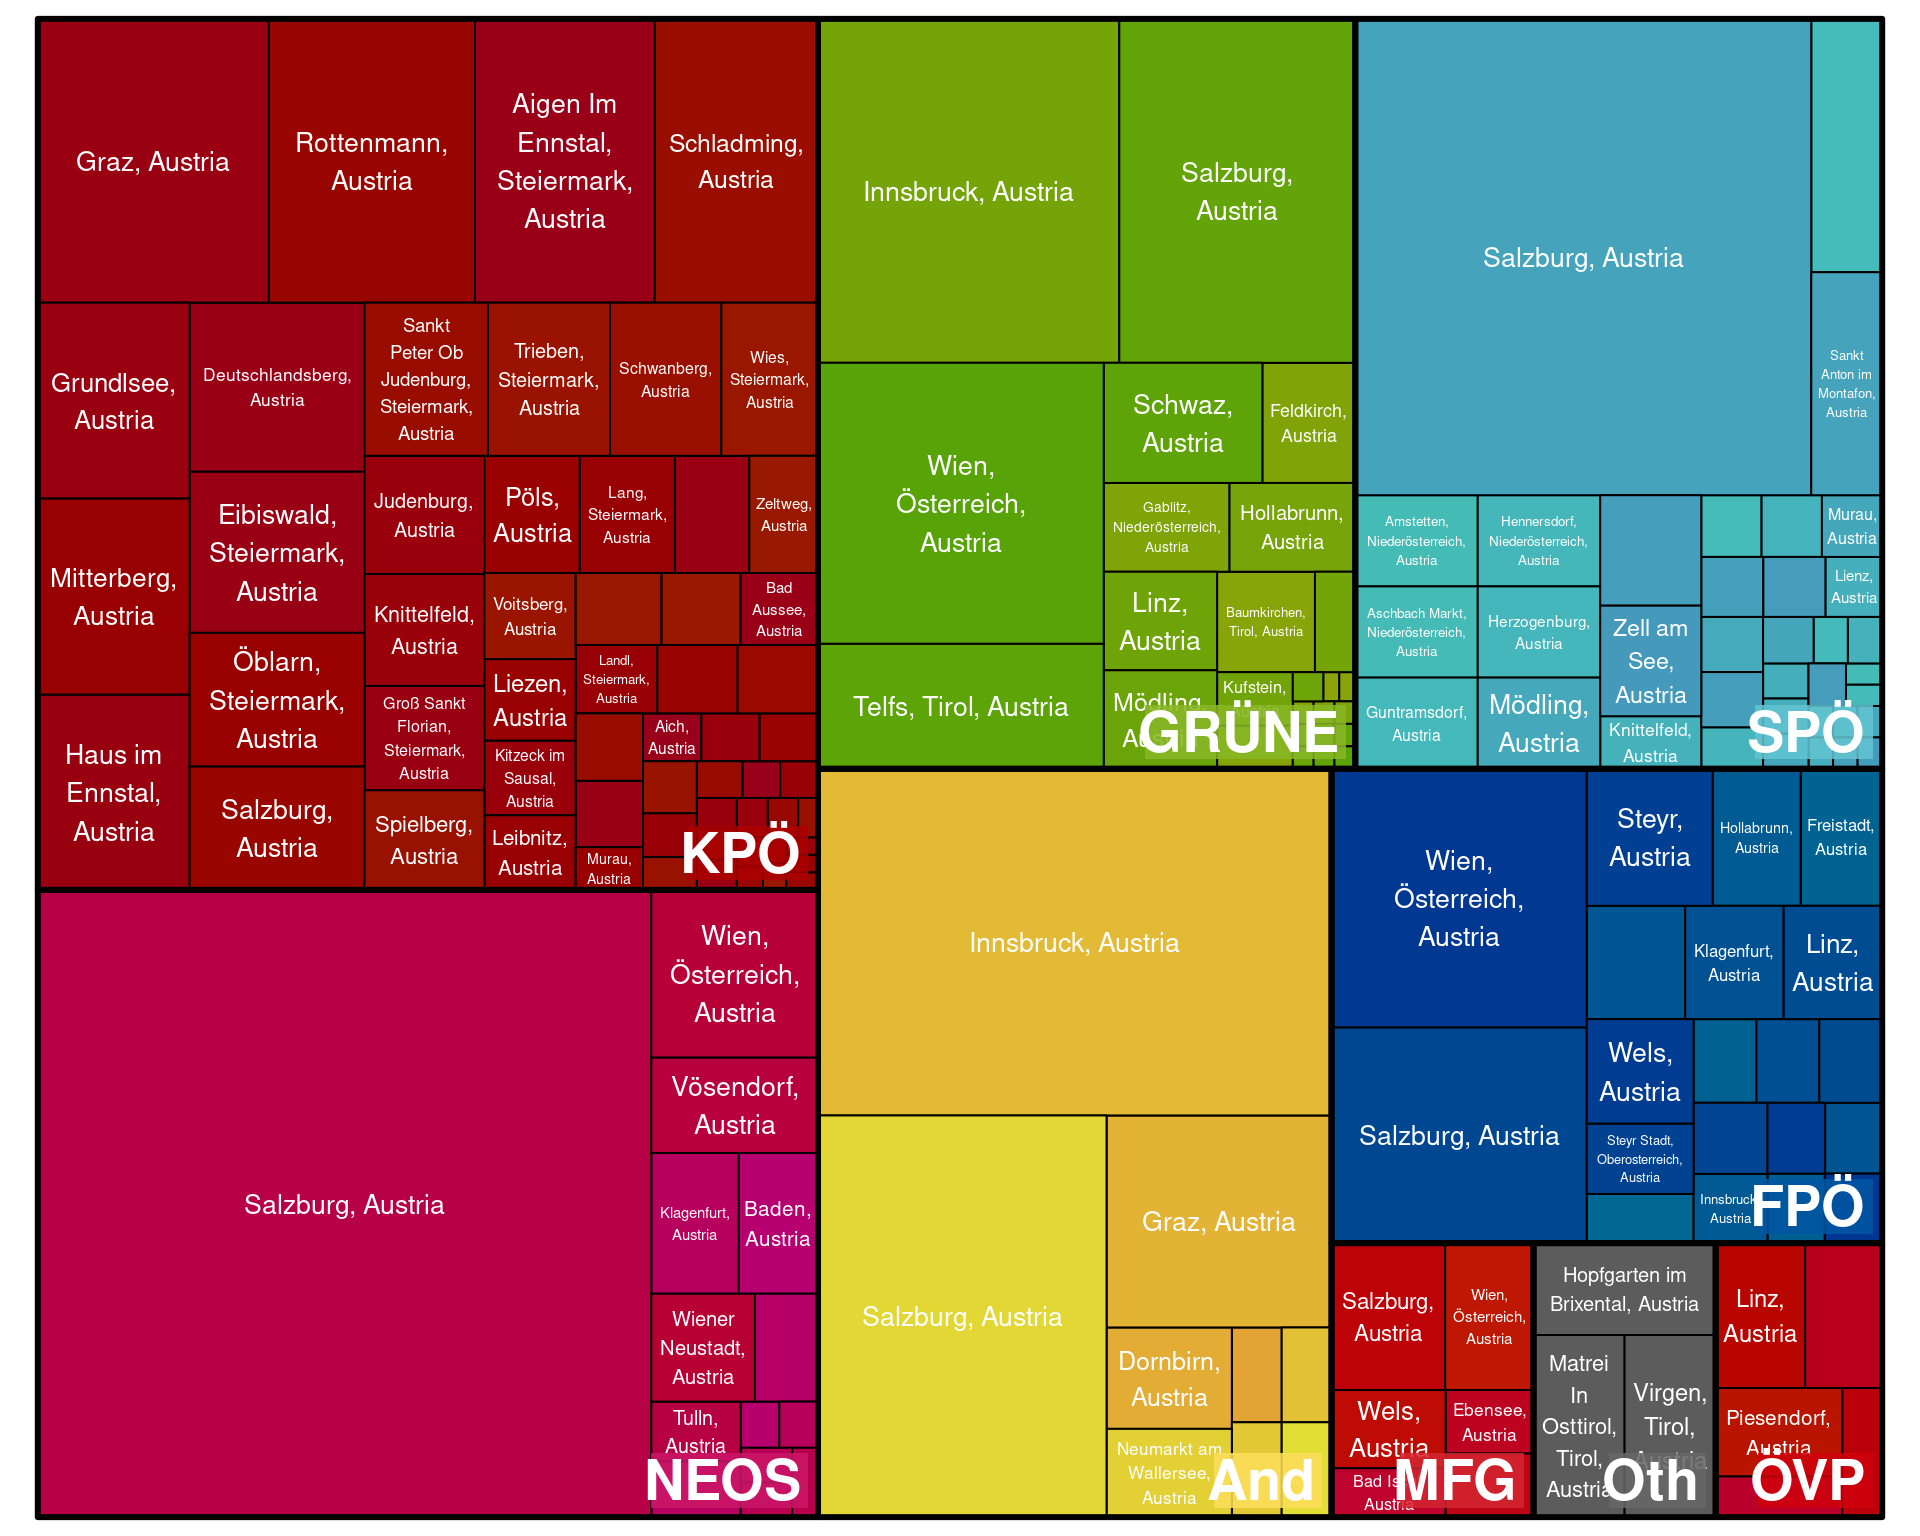 Graz, Austria
Rottenmann,
Austria
Aigen Im
Ennstal,
Steiermark,
Austria
Schladming,
Austria
Grundlsee,
Austria
Deutschlandsberg,
Austria
Sankt
Peter Ob
Judenburg,
Steiermark,
Austria
Trieben,
Steiermark,
Austria
Schwanberg,
Austria
Wies,
Steiermark,
Austria
Mitterberg,
Austria
Eibiswald,
Steiermark,
Austria
Judenburg,
Austria
Pöls,
Austria
Lang,
Steiermark,
Austria
Zeltweg,
Austria
Knittelfeld,
Austria
Voitsberg,
Austria
Bad
Aussee,
Austria
Öblarn,
Steiermark,
Austria
Liezen,
Austria
Landl,
Steiermark,
Austria
Haus im
Ennstal,
Austria
Groß Sankt
Florian,
Steiermark,
Austria
Aich,
Austria
Kitzeck im
Sausal,
Austria
Salzburg,
Austria
Spielberg,
Austria
Leibnitz,
Austria
Murau,
Austria
KPÖ
Innsbruck, Austria
Salzburg,
Austria
Wien,
Österreich,
Austria
Schwaz,
Austria
Feldkirch,
Austria
Gablitz,
Niederösterreich,
Austria
Hollabrunn,
Austria
Linz,
Austria
Baumkirchen,
Tirol, Austria
Telfs, Tirol, Austria
Mödling,
Austria
Kufstein,
GRÜNE
Salzburg, Austria
Sankt
Anton im
Montafon,
Austria
Amstetten,
Niederösterreich,
Austria
Hennersdorf,
Niederösterreich,
Austria
Murau,
Austria
Lienz,
Austria
Aschbach Markt,
Niederösterreich,
Austria
Herzogenburg,
Austria
Zell am
See,
Austria
Guntramsdorf,
Austria
Mödling,
Austria
Knittelfeld,
Austria
SPÖ
Salzburg, Austria
Wien,
Österreich,
Austria
Vösendorf,
Austria
Klagenfurt,
Austria
Baden,
Austria
Wiener
Neustadt,
Austria
Tulln,
Austria
NEOS
Innsbruck, Austria
Salzburg, Austria
Graz, Austria
Dornbirn,
Austria
Neumarkt am
Wallersee,
Austria
And
Wien,
Österreich,
Austria
Steyr,
Austria
Hollabrunn,
Austria
Freistadt,
Austria
Klagenfurt,
Austria
Linz,
Austria
Salzburg, Austria
Wels,
Austria
Steyr Stadt,
Oberosterreich,
Austria
Innsbruck,
Austria
FPÖ
Salzburg,
Austria
Wien,
Österreich,
Austria
Wels,
Austria
Ebensee,
Austria
Bad
Austria
MFG
Hopfgarten im
Brixental, Austria
Matrei
In
Osttirol,
Tirol,
Austria
Virgen,
Tirol,
Austria
Oth
Linz,
Austria
Piesendorf,
Austria
ÖVP